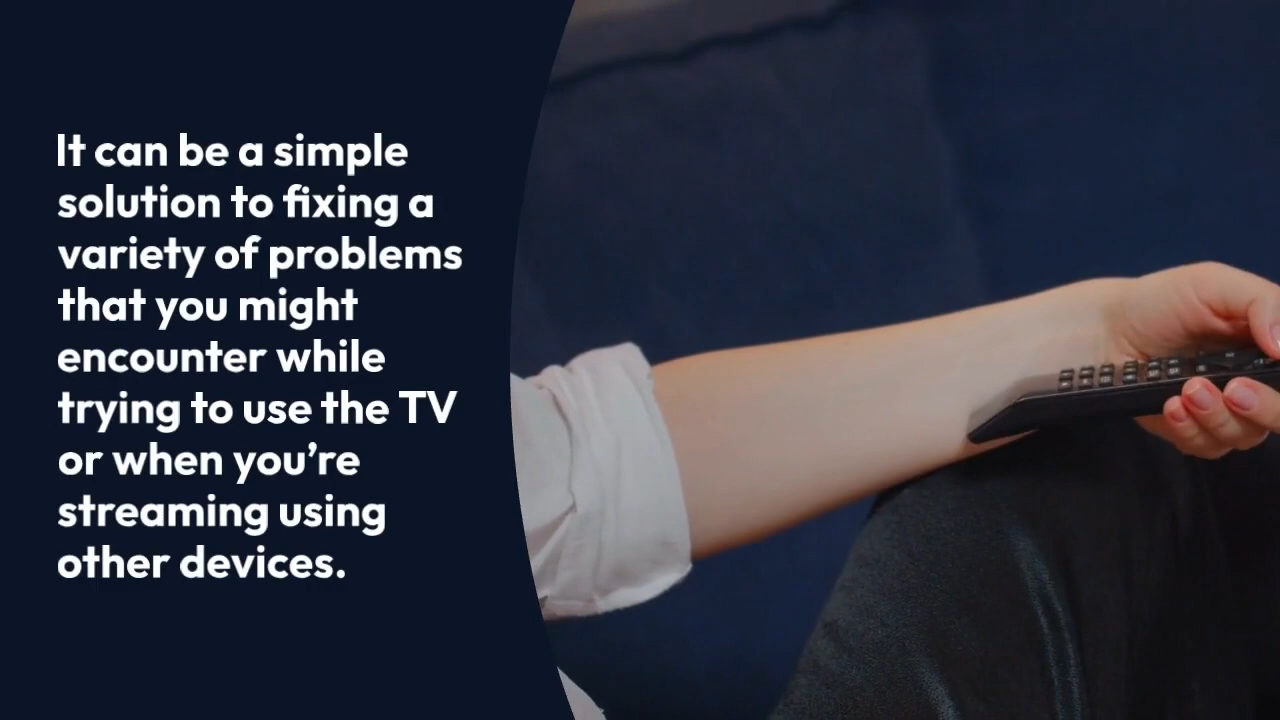 It can be a simple
solution to fixing a
variety of problems
that you might
encounter while
trying to use the TV
or when you’re
streaming using
other devices.